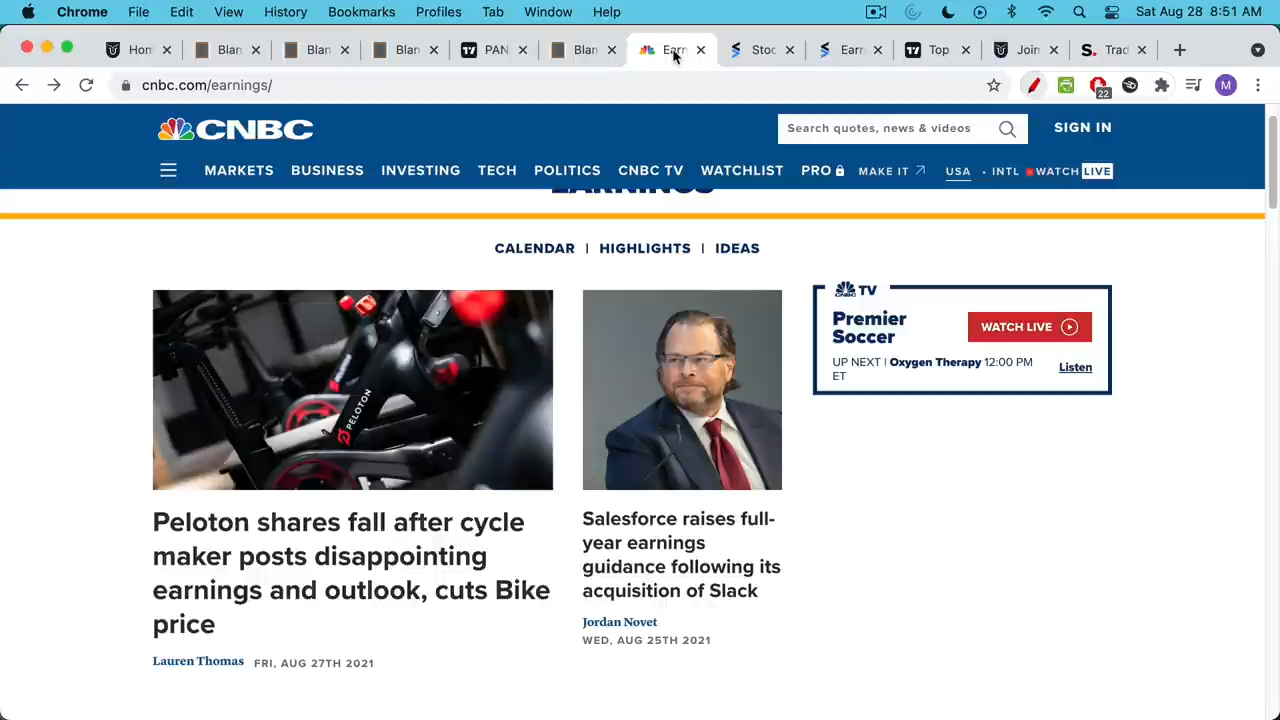 Chrome File Edit View History Bookmarks Profiles Tab Window Help Sat Aug 28 8:51 AM
Hom Blan Blan Blan PAN Blan Earn Stoc Earn Top Join Trad
cnbc.com/earnings/ 22 M
CNBC Search quotes, news & videos SIGN IN
MARKETS BUSINESS INVESTING TECH POLITICS CNBC TV WATCHLIST PRO MAKE IT USA • INTL WATCH LIVE
EARNINGS
CALENDAR | HIGHLIGHTS | IDEAS
CNBC TV
Premier
Soccer
WATCH LIVE
UP NEXT | Oxygen Therapy 12:00 PM
ET
Listen
PELOTON
Peloton shares fall after cycle
maker posts disappointing
earnings and outlook, cuts Bike
price
Lauren Thomas FRI, AUG 27TH 2021
Salesforce raises full-
year earnings
guidance following its
acquisition of Slack
Jordan Novet
WED, AUG 25TH 2021